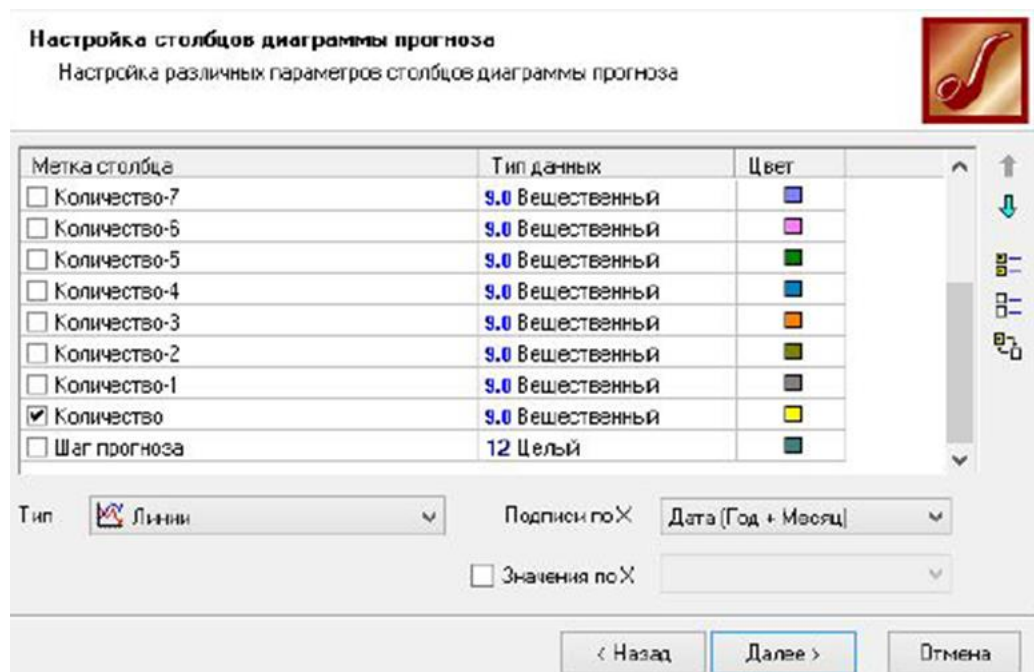 Настройка столбцов диаграммы прогноза
Настройка различных параметров столбцов диаграммы прогноза
Метка столбца Тип данных Цвет
Количество-7 9.0 Вещественный
Количество-6 9.0 Вещественный
Количество-5 9.0 Вещественный
Количество-4 9.0 Вещественный
Количество-3 9.0 Вещественный
Количество-2 9.0 Вещественный
Количество-1 9.0 Вещественный
Количество 9.0 Вещественный
Шаг прогноза 12 Целый
Тип Линии Подписи по X Дата (Год + Месяц)
Значения по X
< Назад Далее > Отмена